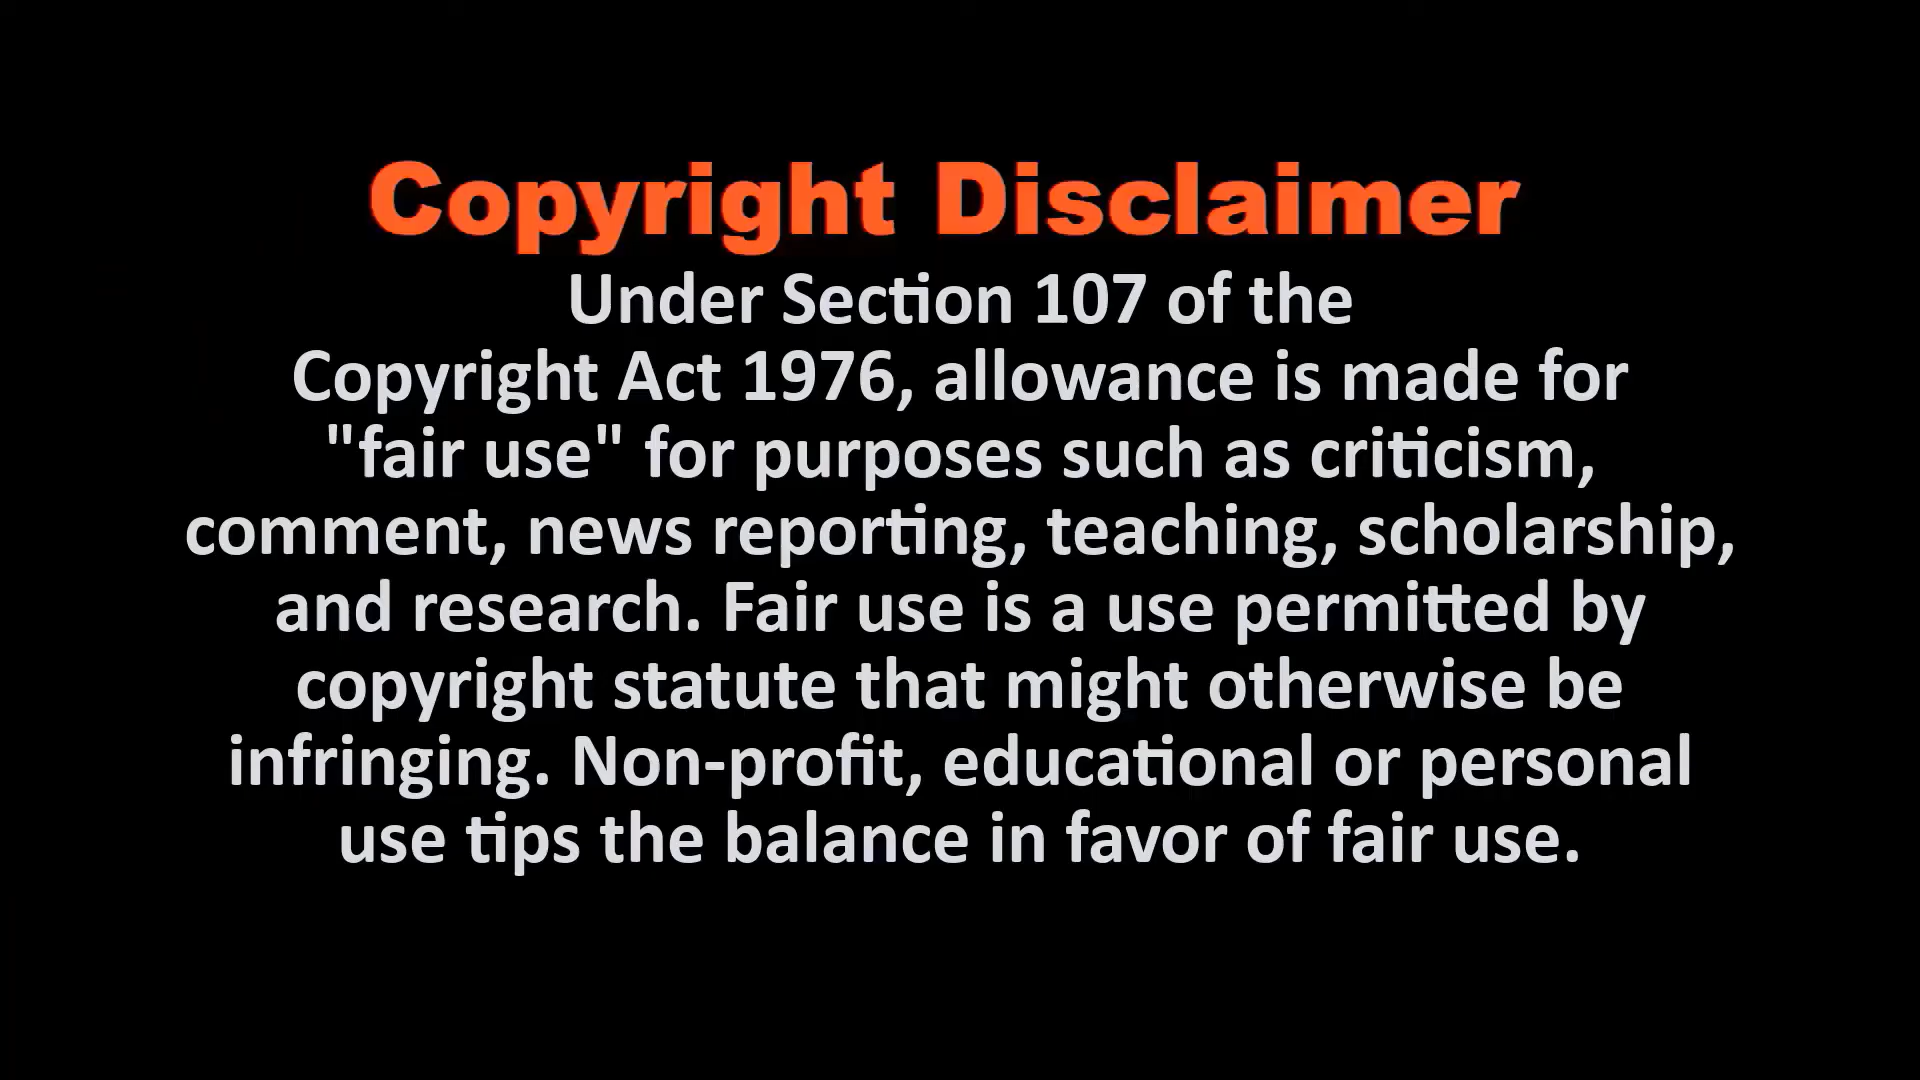 Copyright Disclaimer
Under Section 107 of the
Copyright Act 1976, allowance is made for
"fair use" for purposes such as criticism,
comment, news reporting, teaching, scholarship,
and research. Fair use is a use permitted by
copyright statute that might otherwise be
infringing. Non-profit, educational or personal
use tips the balance in favor of fair use.